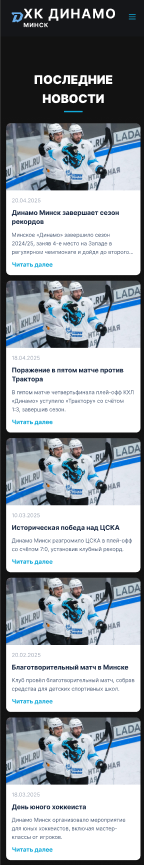 ХК ДИНАМО
МИНСК
ПОСЛЕДНИЕ
НОВОСТИ
20.04.2025
Динамо Минск завершает сезон
рекордов
Минское «Динамо» завершило сезон
2024/25, заняв 4-е место на Западе в
регулярном чемпионате и дойдя до второго...
Читать далее
18.04.2025
Поражение в пятом матче против
Трактора
В пятом матче четвертьфинала плей-офф КХЛ
«Динамо» уступило «Трактору» со счётом
1:3, завершив сезон.
Читать далее
10.03.2025
Историческая победа над ЦСКА
Динамо Минск разгромило ЦСКА в плей-офф
со счётом 7:0, установив клубный рекорд.
Читать далее
20.02.2025
Благотворительный матч в Минске
Клуб провёл благотворительный матч, собрав
средства для детских спортивных школ.
Читать далее
18.03.2025
День юного хоккеиста
Динамо Минск организовало мероприятие
для юных хоккеистов, включая мастер-
классы от игроков.
Читать далее